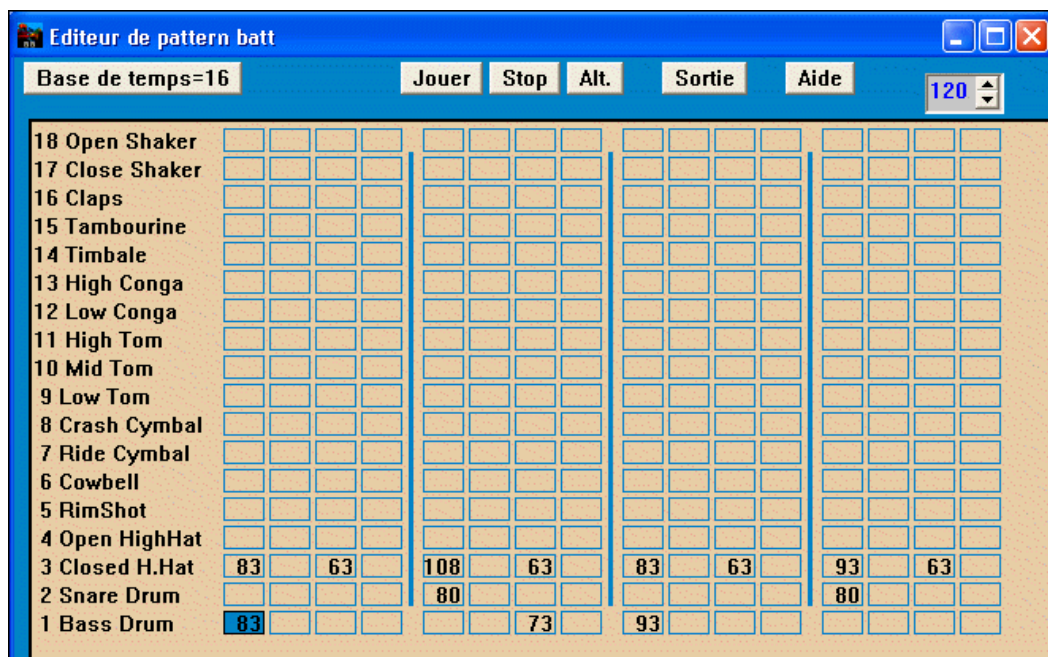 Editeur de pattern batt
Base de temps=16 Jouer Stop Alt. Sortie Aide 120
18 Open Shaker
17 Close Shaker
16 Claps
15 Tambourine
14 Timbale
13 High Conga
12 Low Conga
11 High Tom
10 Mid Tom
9 Low Tom
8 Crash Cymbal
7 Ride Cymbal
6 Cowbell
5 RimShot
4 Open HighHat
3 Closed H.Hat 83 63 108 63 83 63 93 63
2 Snare Drum 80 80
1 Bass Drum 83 73 93